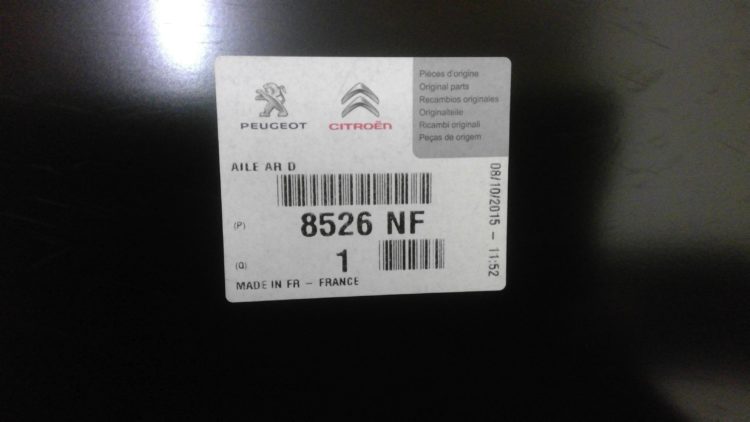 PEUGEOT
CITROËN
Pièces d'origine
Original parts
Recambios originales
Originalteile
Ricambi originali
Peças de origem
AILE AR D
(P) 8526 NF
(Q) 1
MADE IN FR - FRANCE
08/10/2015 - 11:52